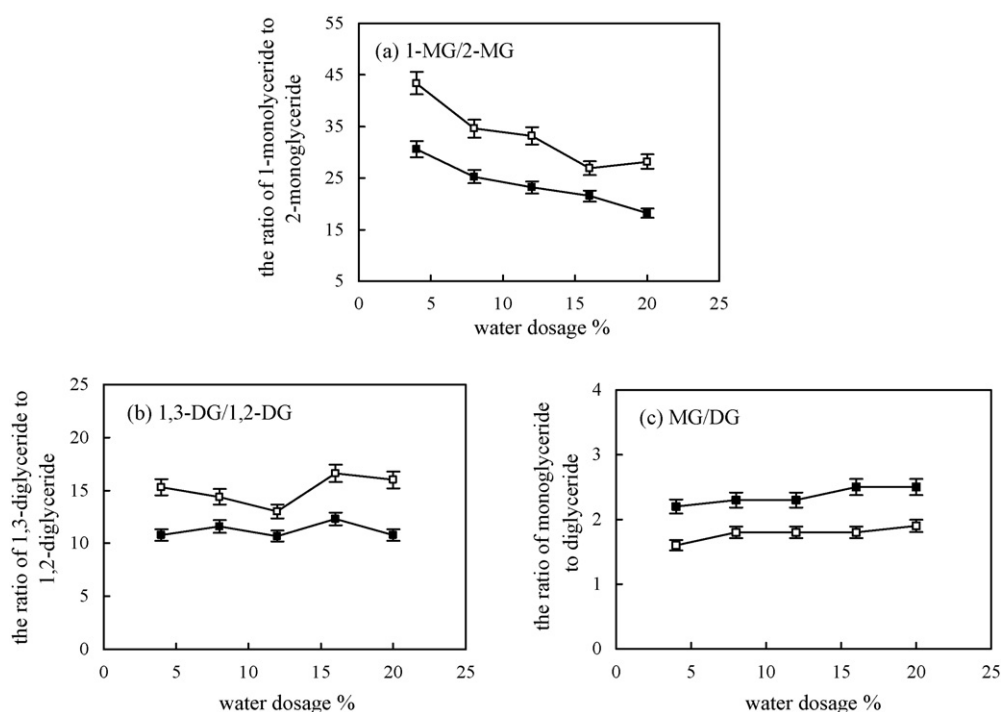 the ratio of 1-monolyceride to
2-monoglyceride
55
45
35
25
15
5
(a) 1-MG/2-MG
0 5 10 15 20 25
water dosage %
the ratio of 1,3-diglyceride to
1,2-diglyceride
25
20
15
10
5
0
(b) 1,3-DG/1,2-DG
0 5 10 15 20 25
water dosage %
the ratio of monoglyceride
to diglyceride
4
3
2
1
0
(c) MG/DG
0 5 10 15 20 25
water dosage %